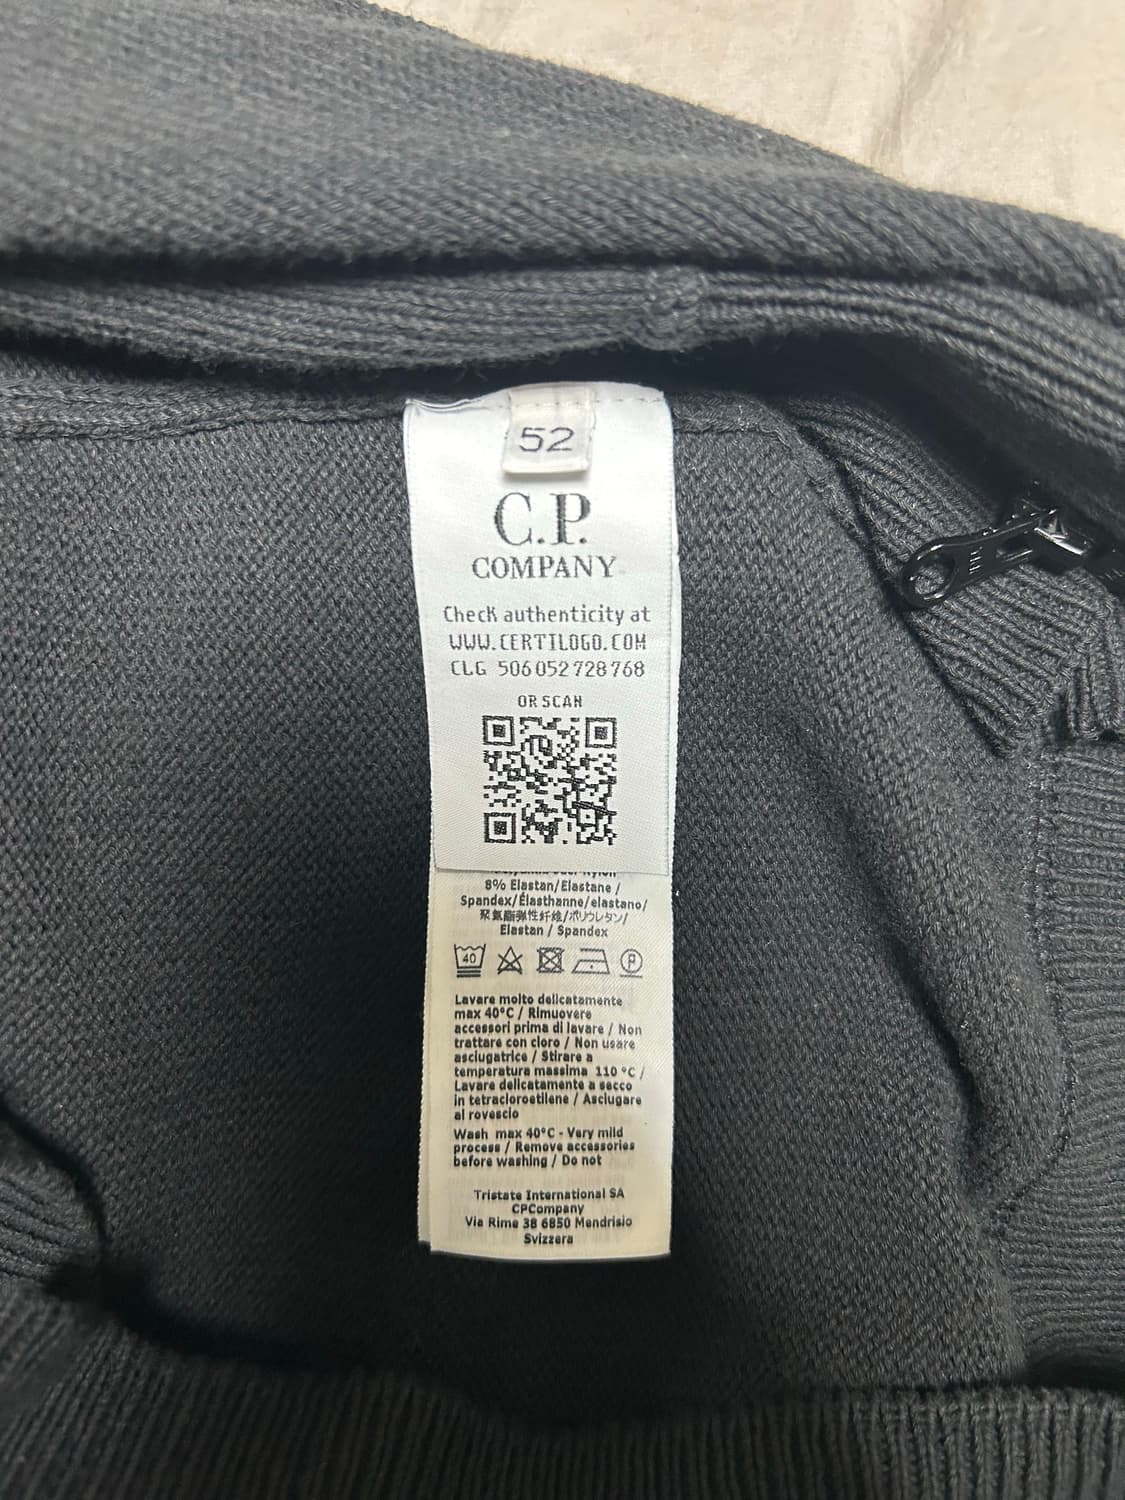 52
C.P.
COMPANY
Check authenticity at
WWW.CERTILOGO.COM
CLG 506052728768
OR SCAN
8% Elastan/Elastane /
Spandex/Élasthanne/elastano/
聚氨酯弹性纤维/ポリウレタン/
Elastan / Spandex
40
P
Lavare molto delicatamente
max 40°C / Rimuovere
accessori prima di lavare / Non
trattare con cloro / Non usare
asciugatrice / Stirare a
temperatura massima 110 °C /
Lavare delicatamente a secco
in tetracloroetilene / Asciugare
al rovescio
Wash max 40°C - Very mild
process / Remove accessories
before washing / Do not
Tristate International SA
CPCompany
Via Rime 38 6850 Mendrisio
Svizzera